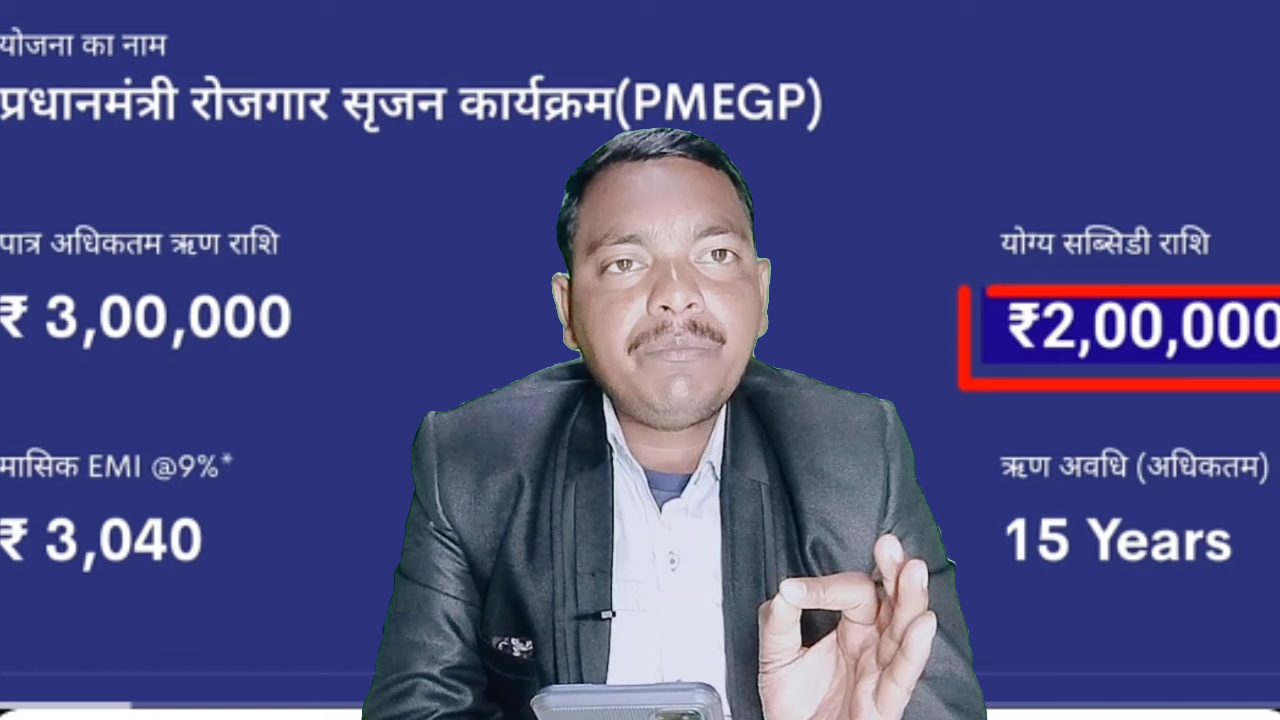 योजना का नाम
प्रधानमंत्री रोजगार सृजन कार्यक्रम(PMEGP)
पात्र अधिकतम ऋण राशि
₹ 3,00,000
योग्य सब्सिडी राशि
₹2,00,000
मासिक EMI @9%*
₹ 3,040
ऋण अवधि (अधिकतम)
15 Years